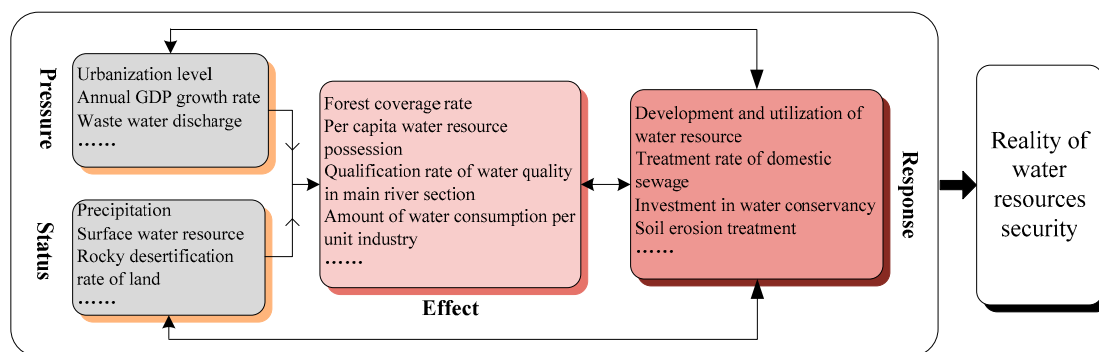 Pressure
Urbanization level
Annual GDP growth rate
Waste water discharge
……
Status
Precipitation
Surface water resource
Rocky desertification
rate of land
……
Forest coverage rate
Per capita water resource
possession
Qualification rate of water quality
in main river section
Amount of water consumption per
unit industry
……
Effect
Development and utilization of
water resource
Treatment rate of domestic
sewage
Investment in water conservancy
Soil erosion treatment
……
Response
Reality of
water
resources
security